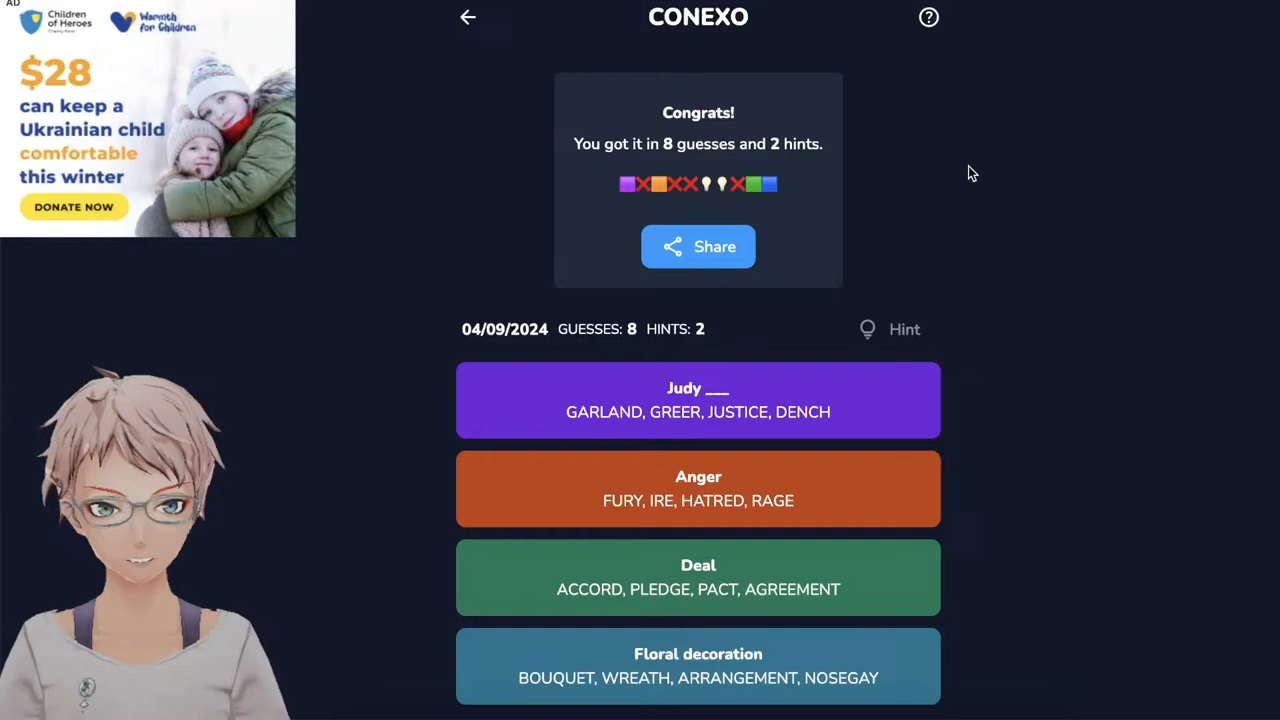 AD
Children of Heroes
Charity Fund
Warmth for Children
$28
can keep a
Ukrainian child
comfortable
this winter
DONATE NOW
CONEXO
Congrats!
You got it in 8 guesses and 2 hints.
Share
04/09/2024 GUESSES: 8 HINTS: 2
Hint
Judy ___
GARLAND, GREER, JUSTICE, DENCH
Anger
FURY, IRE, HATRED, RAGE
Deal
ACCORD, PLEDGE, PACT, AGREEMENT
Floral decoration
BOUQUET, WREATH, ARRANGEMENT, NOSEGAY